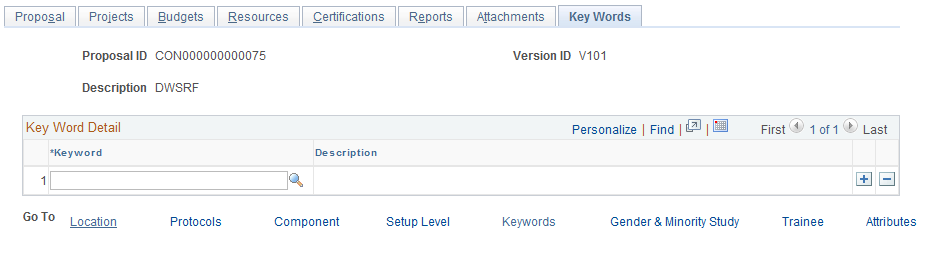 Proposal Projects Budgets Resources Certifications Reports Attachments Key Words
Proposal ID CON000000000075 Version ID V101
Description DWSRF
Key Word Detail Personalize | Find | | First 1 of 1 Last
*Keyword Description
1
Go To Location Protocols Component Setup Level Keywords Gender & Minority Study Trainee Attributes